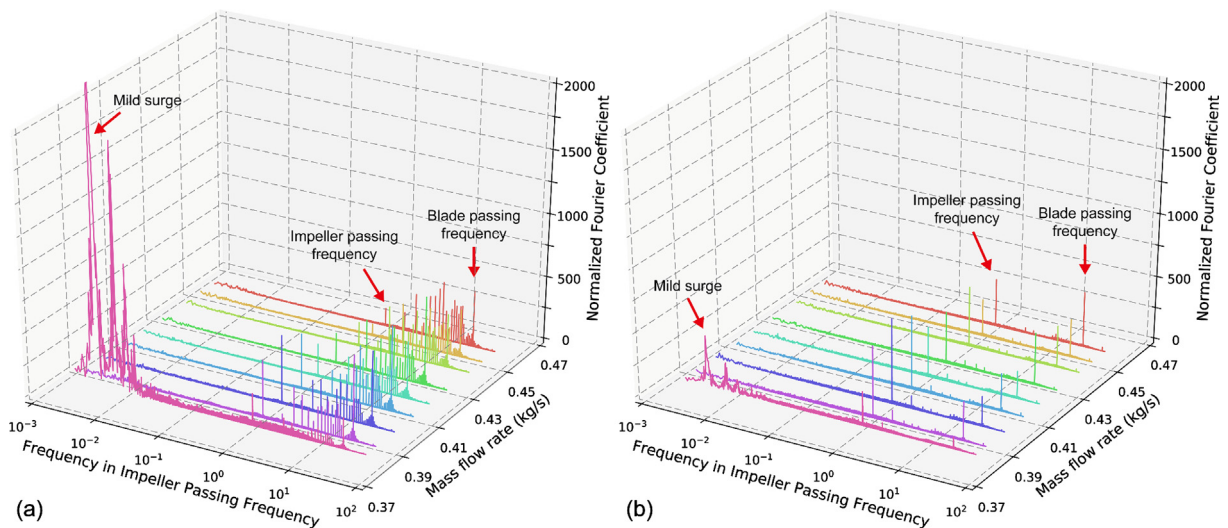 Mild surge
Impeller passing
frequency
Blade passing
frequency
2000
1500
1000
500
0
Normalized Fourier Coefficient
0.47
0.45
0.43
0.41
0.39
0.37
Mass flow rate (kg/s)
10⁻³
10⁻²
10⁻¹
10⁰
10¹
10²
Frequency in Impeller Passing Frequency
(a)
Mild surge
Impeller passing
frequency
Blade passing
frequency
2000
1500
1000
500
0
Normalized Fourier Coefficient
0.47
0.45
0.43
0.41
0.39
0.37
Mass flow rate (kg/s)
10⁻³
10⁻²
10⁻¹
10⁰
10¹
10²
Frequency in Impeller Passing Frequency
(b)